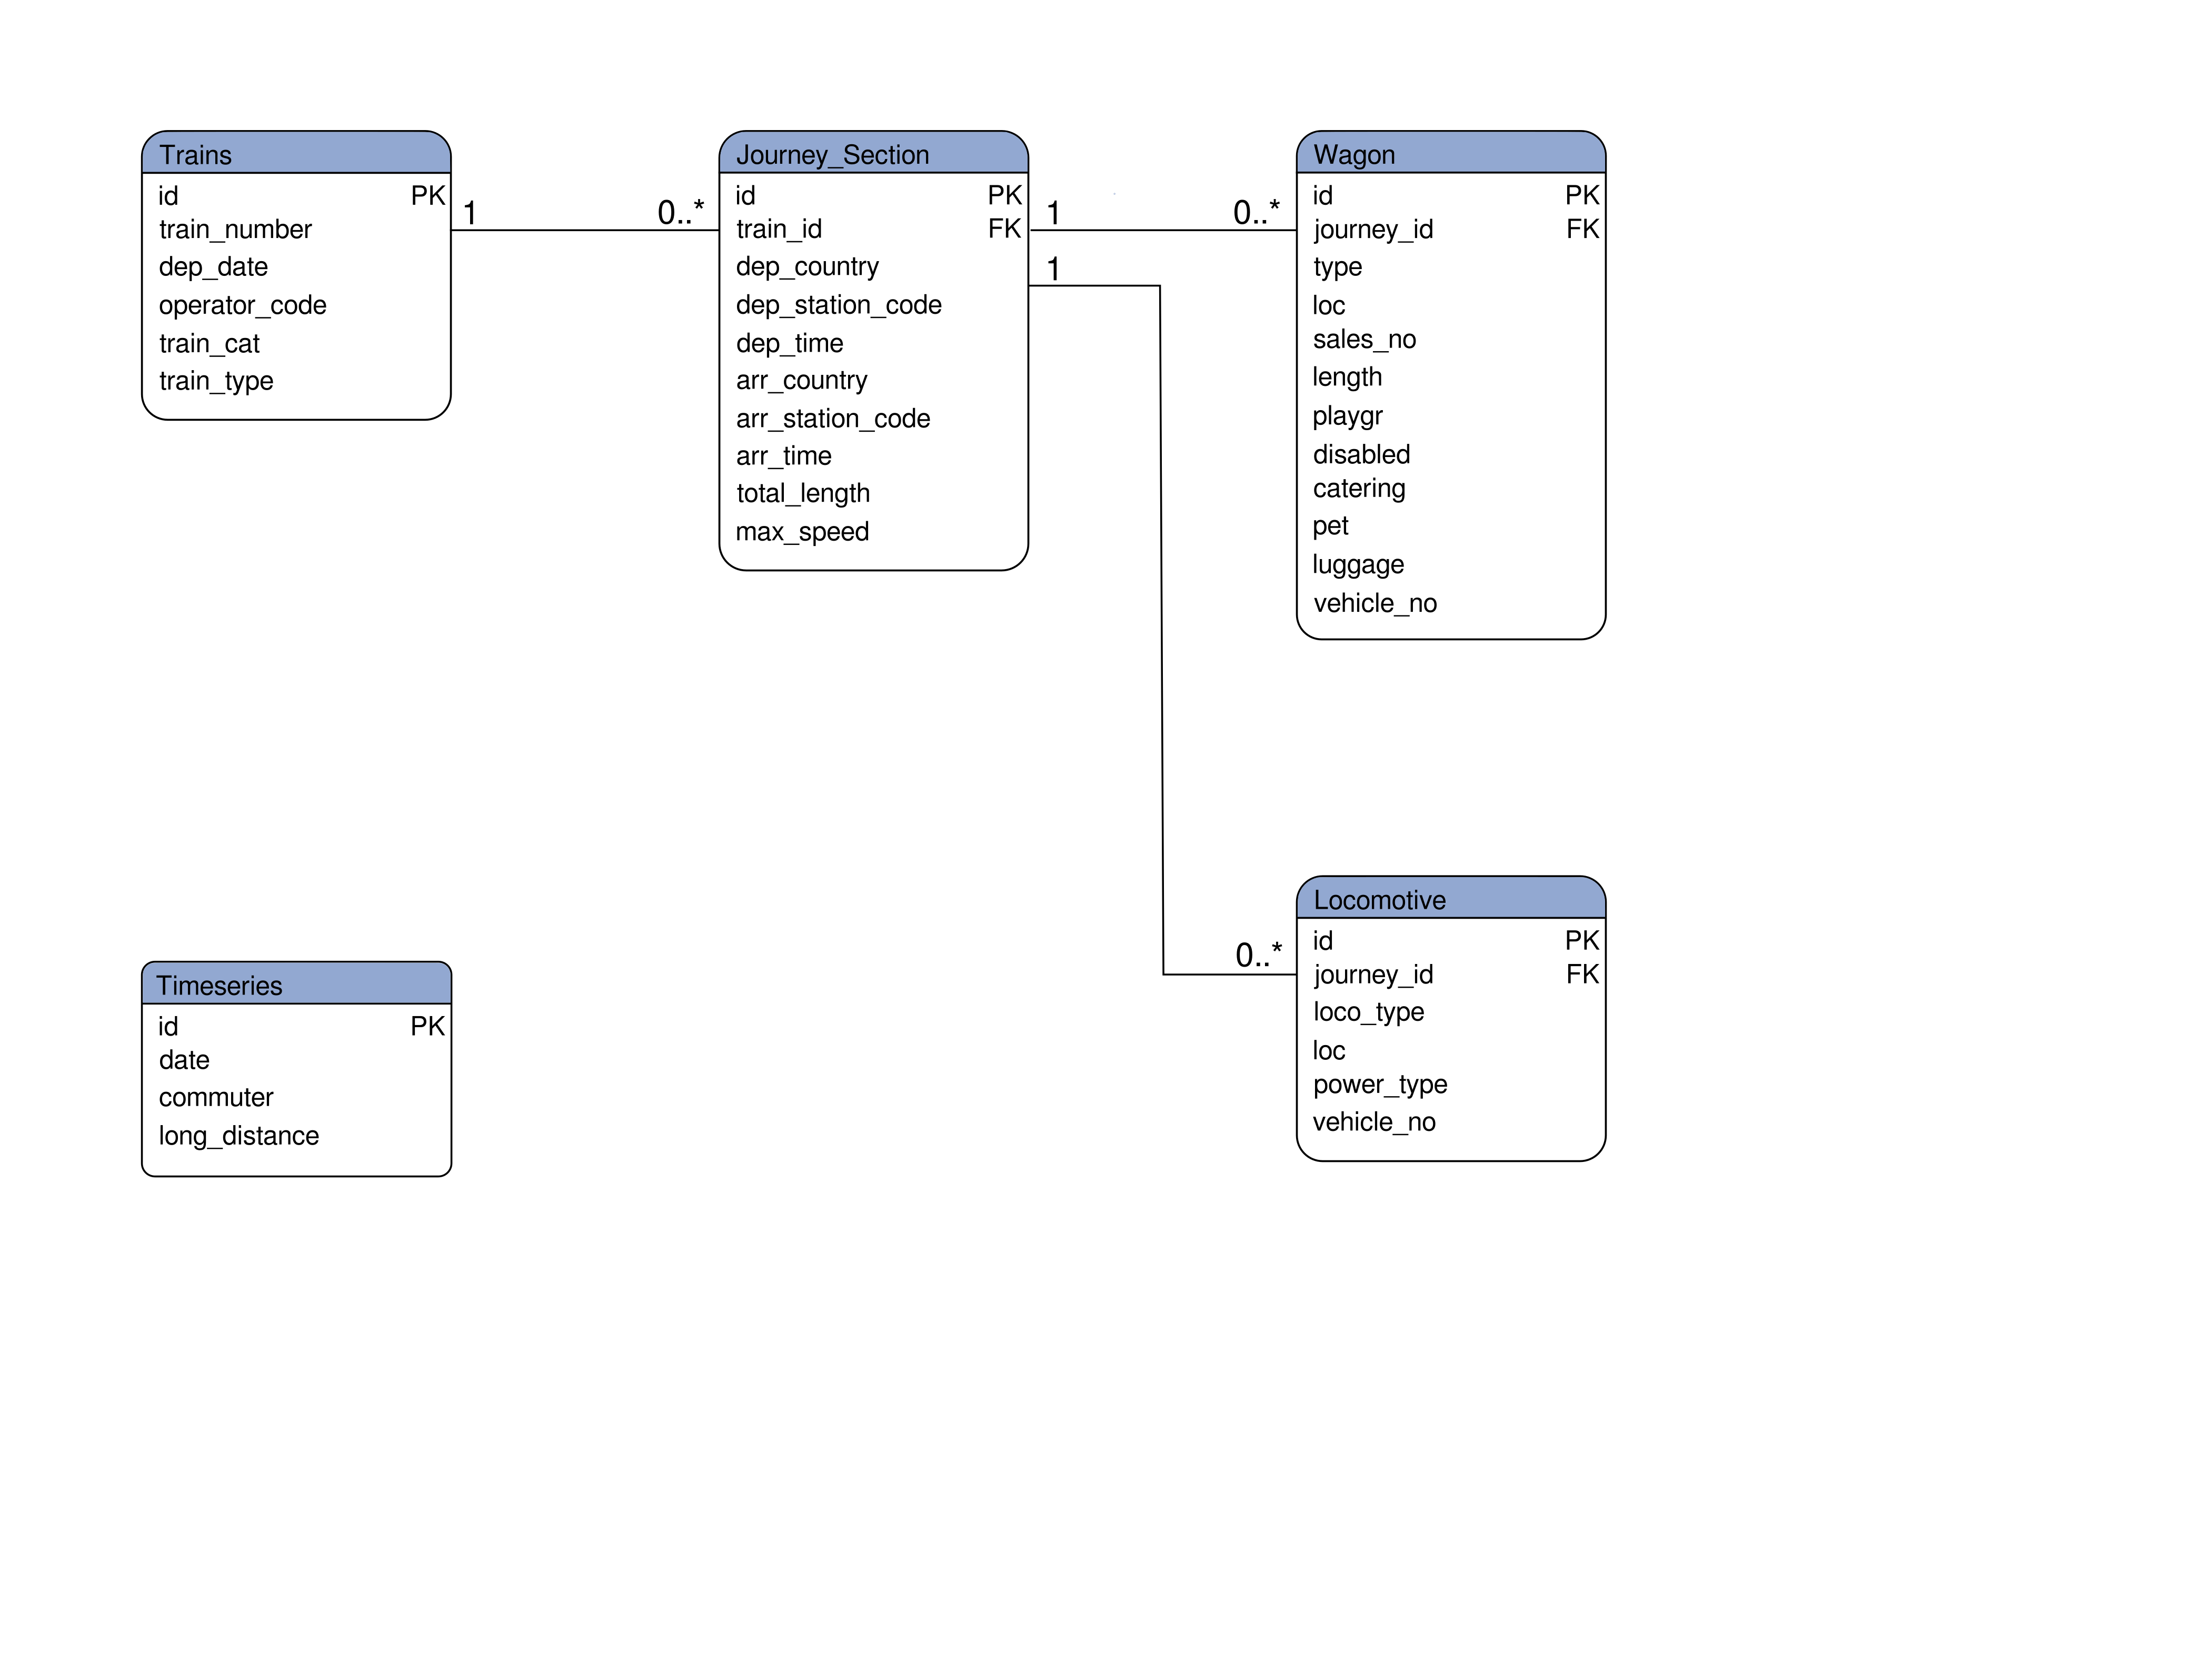 Trains
id PK
train_number
dep_date
operator_code
train_cat
train_type
1 0..*
Journey_Section
id PK
train_id FK
dep_country
dep_station_code
dep_time
arr_country
arr_station_code
arr_time
total_length
max_speed
1 0..*
1
0..*
Wagon
id PK
journey_id FK
type
loc
sales_no
length
playgr
disabled
catering
pet
luggage
vehicle_no
Timeseries
id PK
date
commuter
long_distance
Locomotive
id PK
journey_id FK
loco_type
loc
power_type
vehicle_no